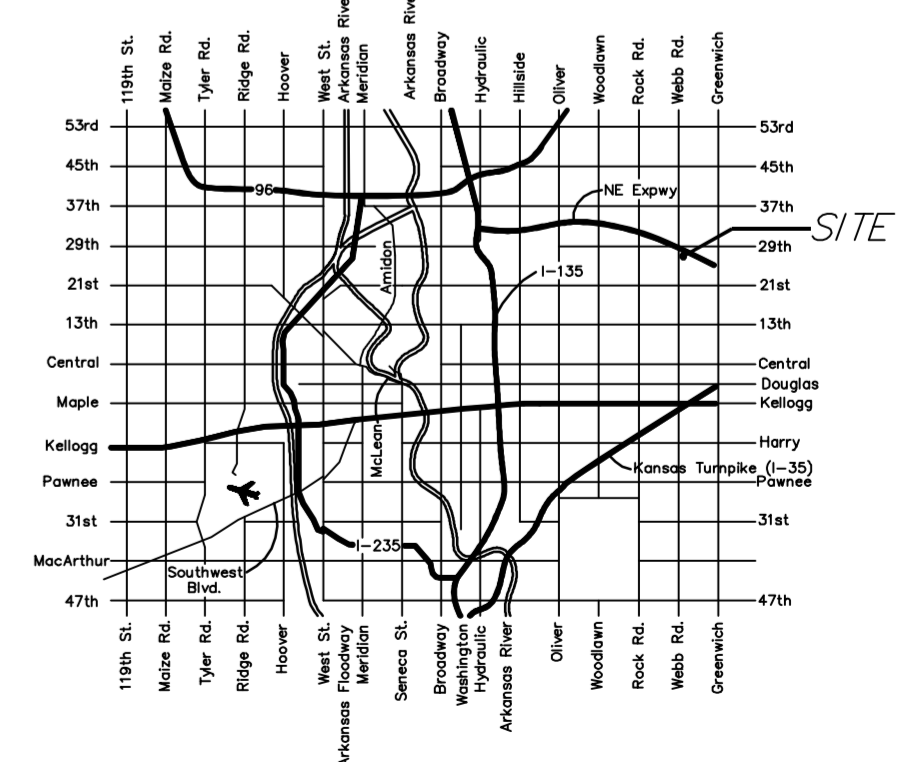 119th St.
Maize Rd.
Tyler Rd.
Ridge Rd.
Hoover
West St.
Arkansas River
Meridian
Arkansas River
Broadway
Hydraulic
Hillside
Oliver
Woodlawn
Rock Rd.
Webb Rd.
Greenwich
53rd
53rd
45th
45th
96
NE Expwy
37th
37th
SITE
29th
29th
Amidon
I-135
21st
21st
13th
13th
Central
Central
Douglas
Maple
Kellogg
McLean
Kellogg
Harry
Kansas Turnpike (I-35)
Pawnee
Pawnee
31st
31st
I-235
MacArthur
Southwest
Blvd.
47th
47th
119th St.
Maize Rd.
Tyler Rd.
Ridge Rd.
Hoover
West St.
Arkansas Floodway
Meridian
Seneca St.
Broadway
Washington
Hydraulic
Arkansas River
Oliver
Woodlawn
Rock Rd.
Webb Rd.
Greenwich